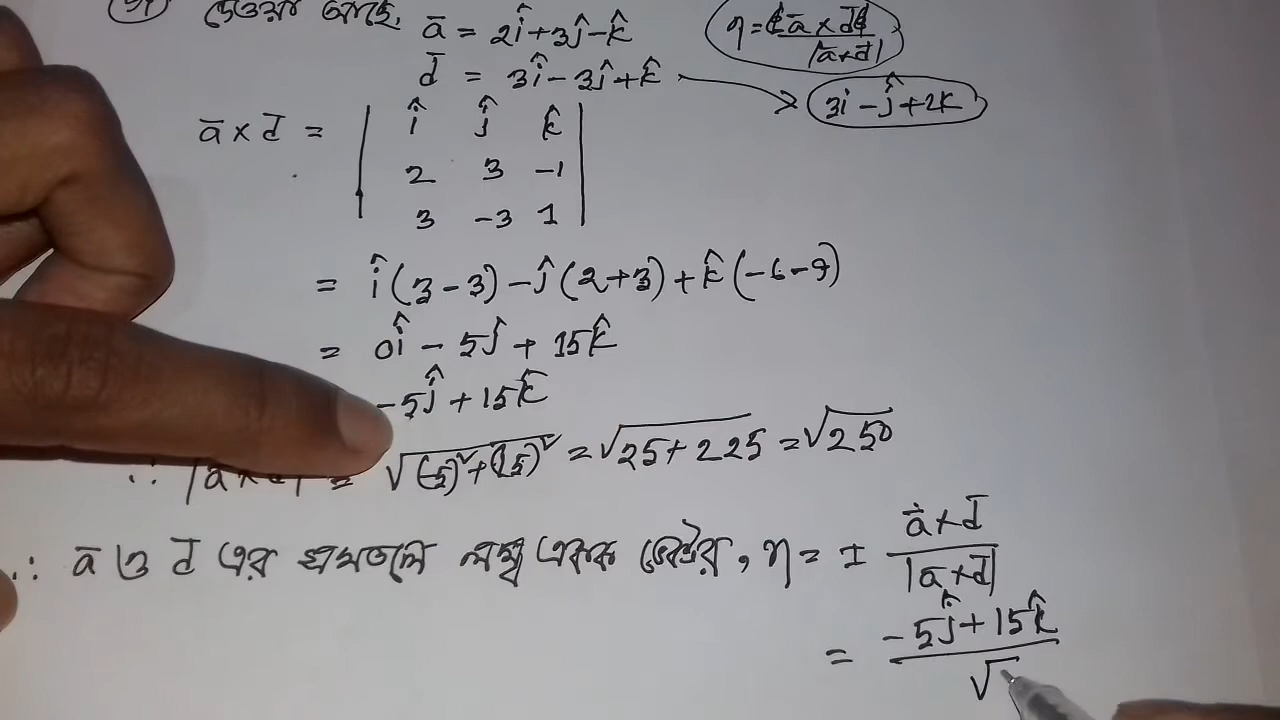 দেওয়া আছে, ā = 2î+3ĵ-k̂
η = ā × d̄ / |ā×d̄|
d̄ = 3î - 3ĵ + k̂
3i - ĵ + 2k
ā × d̄ =
î ĵ k̂
2 3 -1
3 -3 1
= î(3-3) - ĵ(2+3) + k̂(-6-9)
= 0î - 5ĵ + 15k̂
-5ĵ + 15k̂
∴ = √(-5)²+(15)² = √25+225 = √250
∴ ā ও d̄ এর সমতলে লম্ব একক ভেক্টর, η = ± ā×d̄ / |ā×d̄|
= -5ĵ + 15k̂ / √